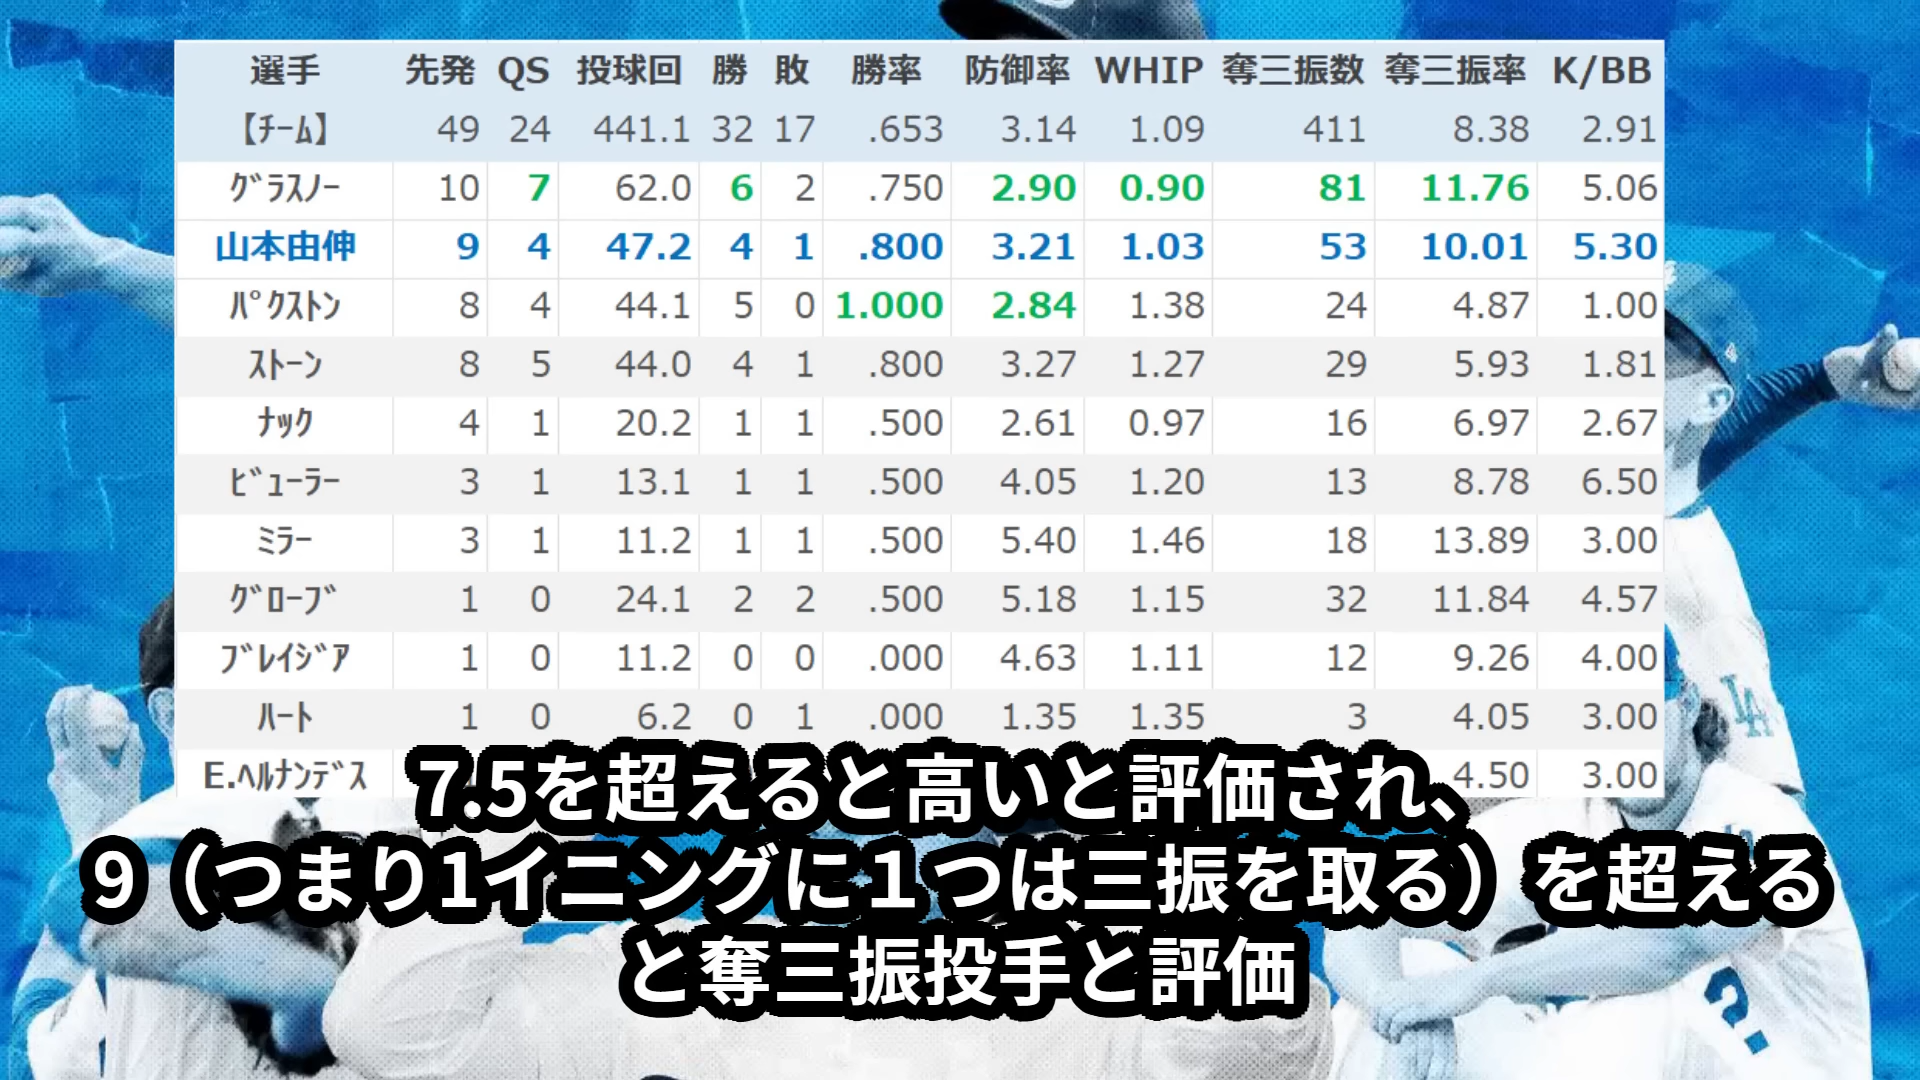 選手 先発 QS 投球回 勝 敗 勝率 防御率 WHIP 奪三振数 奪三振率 K/BB
【ﾁｰﾑ】 49 24 441.1 32 17 .653 3.14 1.09 411 8.38 2.91
ｸﾞﾗｽﾉｰ 10 7 62.0 6 2 .750 2.90 0.90 81 11.76 5.06
山本由伸 9 4 47.2 4 1 .800 3.21 1.03 53 10.01 5.30
ﾊﾟｸｽﾄﾝ 8 4 44.1 5 0 1.000 2.84 1.38 24 4.87 1.00
ｽﾄｰﾝ 8 5 44.0 4 1 .800 3.27 1.27 29 5.93 1.81
ﾅｯｸ 4 1 20.2 1 1 .500 2.61 0.97 16 6.97 2.67
ﾋﾞｭｰﾗｰ 3 1 13.1 1 1 .500 4.05 1.20 13 8.78 6.50
ﾐﾗｰ 3 1 11.2 1 1 .500 5.40 1.46 18 13.89 3.00
ｸﾞﾛｰﾌﾞ 1 0 24.1 2 2 .500 5.18 1.15 32 11.84 4.57
ﾌﾞﾚｲｼﾞｱ 1 0 11.2 0 0 .000 4.63 1.11 12 9.26 4.00
ﾊｰﾄ 1 0 6.2 0 1 .000 1.35 1.35 3 4.05 3.00
E.ﾍﾙﾅﾝﾃﾞｽ 4.50 3.00
7.5を超えると高いと評価され、
9（つまり1イニングに１つは三振を取る）を超える
と奪三振投手と評価
LA